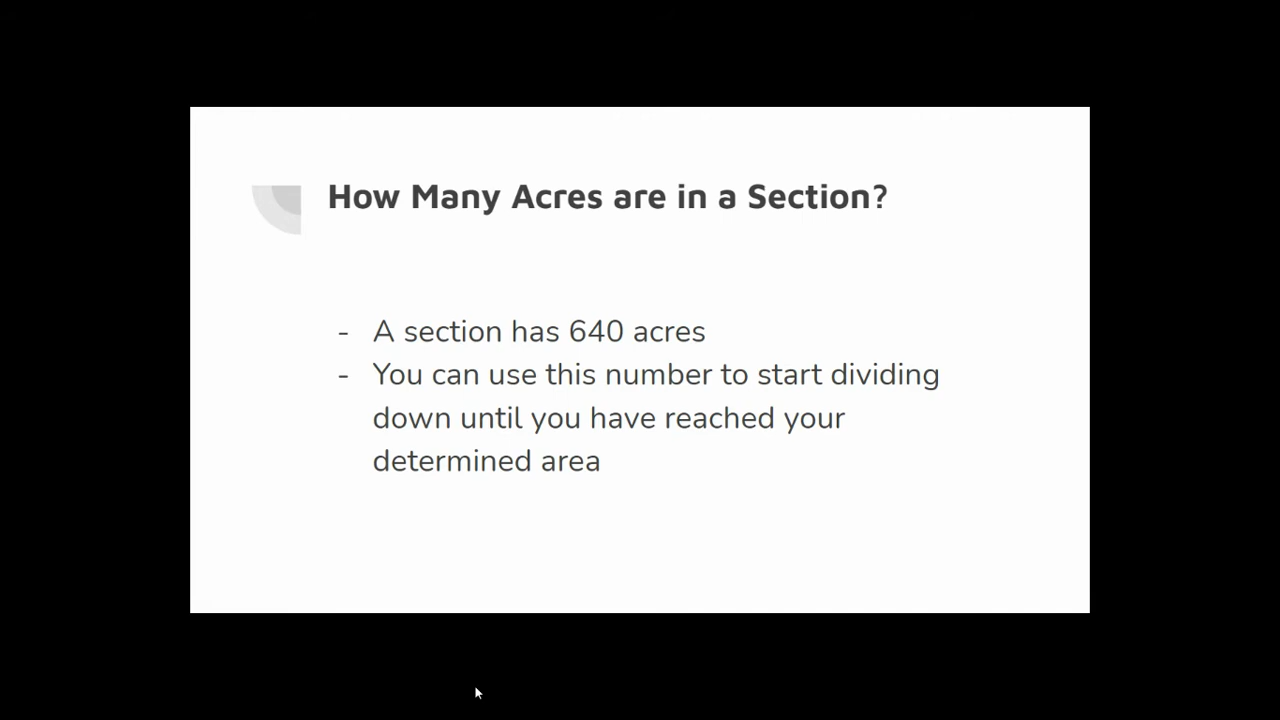 How Many Acres are in a Section?
- A section has 640 acres
- You can use this number to start dividing
down until you have reached your
determined area